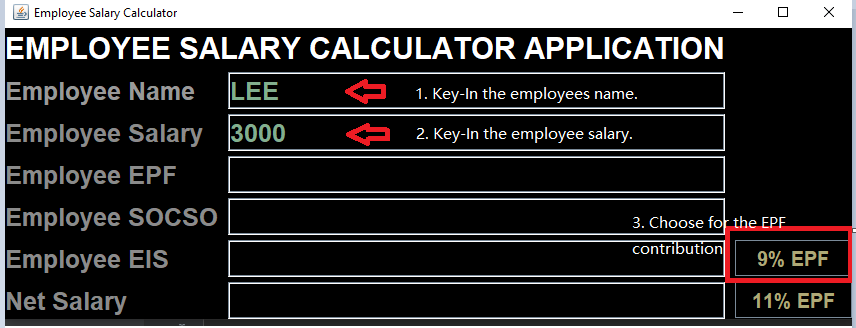 Employee Salary Calculator
EMPLOYEE SALARY CALCULATOR APPLICATION
Employee Name LEE 1. Key-In the employees name.
Employee Salary 3000 2. Key-In the employee salary.
Employee EPF
Employee SOCSO 3. Choose for the EPF
contribution
Employee EIS 9% EPF
Net Salary 11% EPF